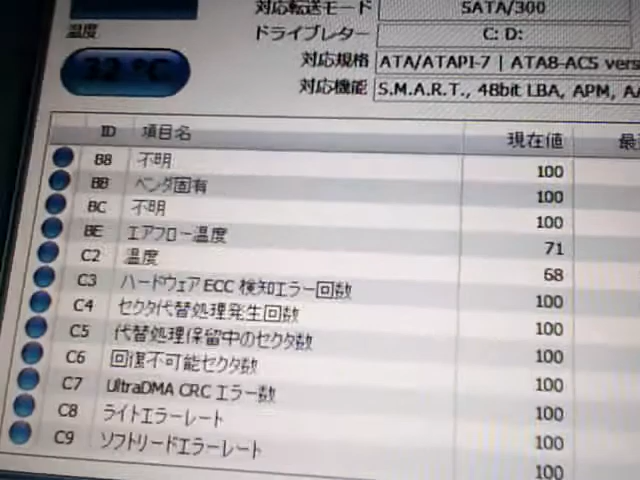 対応転送モード SATA/300
温度 ドライブレター C: D:
32 °C 対応規格 ATA/ATAPI-7 | ATA8-ACS vers
対応機能 S.M.A.R.T., 48bit LBA, APM, AA
ID 項目名 現在値 最
B8 不明 100
BB ベンダ固有 100
BC 不明 100
BE エアフロー温度 71
C2 温度 68
C3 ハードウェア ECC 検知エラー回数 100
C4 セクタ代替処理発生回数 100
C5 代替処理保留中のセクタ数 100
C6 回復不可能セクタ数 100
C7 UltraDMA CRC エラー数 100
C8 ライトエラーレート 100
C9 ソフトリードエラーレート 100